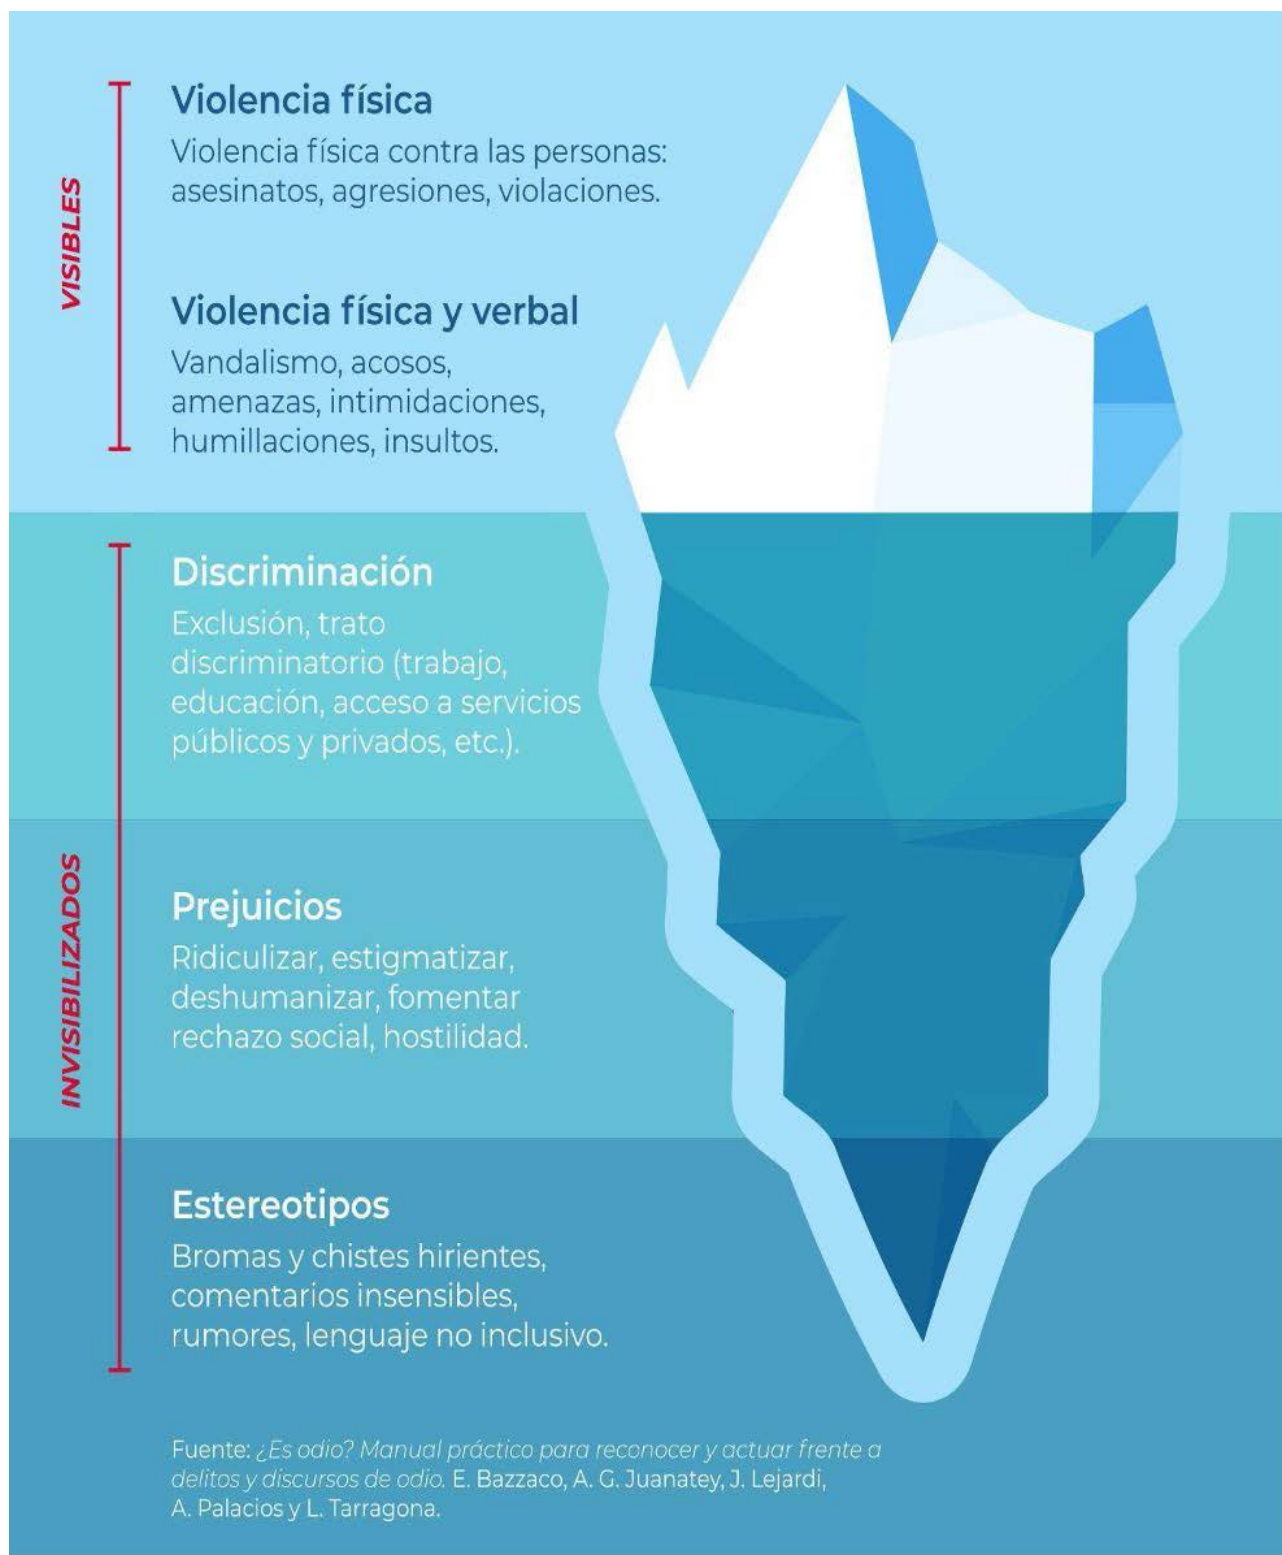 VISIBLES
Violencia física
Violencia física contra las personas:
asesinatos, agresiones, violaciones.
Violencia física y verbal
Vandalismo, acosos,
amenazas, intimidaciones,
humillaciones, insultos.
INVISIBILIZADOS
Discriminación
Exclusión, trato
discriminatorio (trabajo,
educación, acceso a servicios
públicos y privados, etc.).
Prejuicios
Ridiculizar, estigmatizar,
deshumanizar, fomentar
rechazo social, hostilidad.
Estereotipos
Bromas y chistes hirientes,
comentarios insensibles,
rumores, lenguaje no inclusivo.
Fuente: ¿Es odio? Manual práctico para reconocer y actuar frente a
delitos y discursos de odio. E. Bazzaco, A. G. Juanatey, J. Lejardi,
A. Palacios y L. Tarragona.